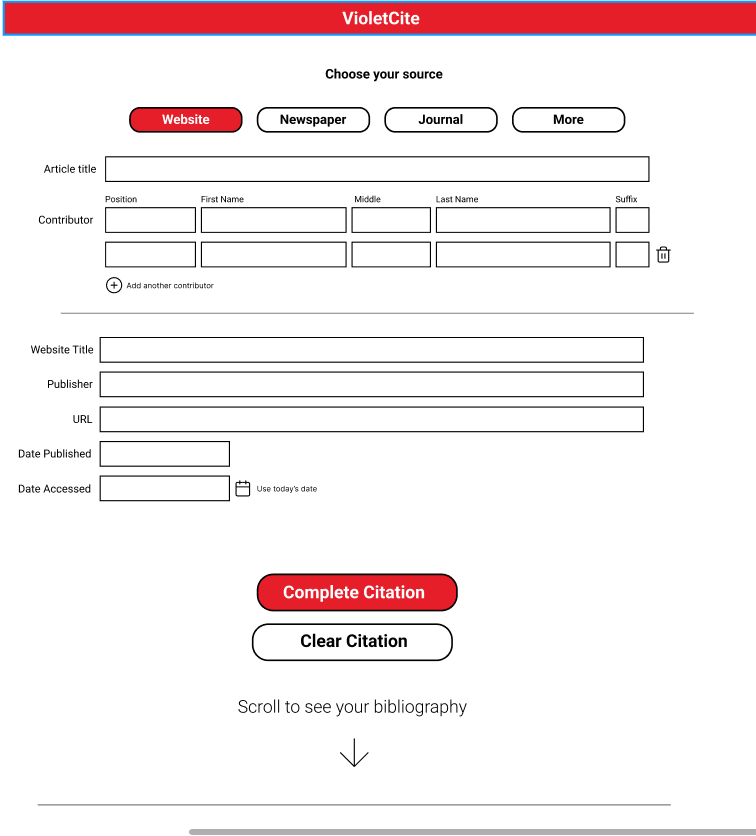 VioletCite
Choose your source
Website Newspaper Journal More
Article title
Position First Name Middle Last Name Suffix
Contributor
Add another contributor
Website Title
Publisher
URL
Date Published
Date Accessed Use today's date
Complete Citation
Clear Citation
Scroll to see your bibliography